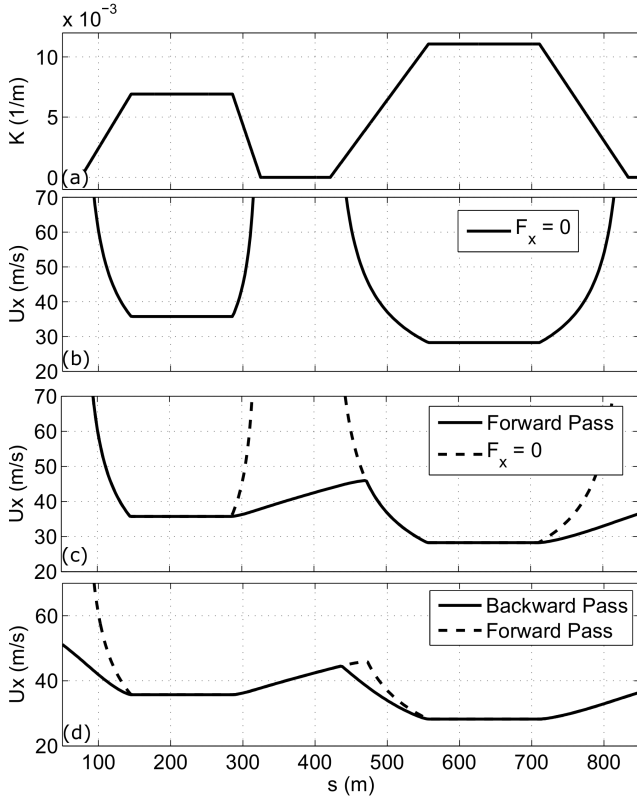 x 10⁻³
10
5
0
K (1/m)
(a)
70
60
50
40
30
20
Ux (m/s)
F_x = 0
(b)
70
60
50
40
30
20
Ux (m/s)
Forward Pass
F_x = 0
(c)
60
40
20
Ux (m/s)
Backward Pass
Forward Pass
(d)
100 200 300 400 500 600 700 800
s (m)